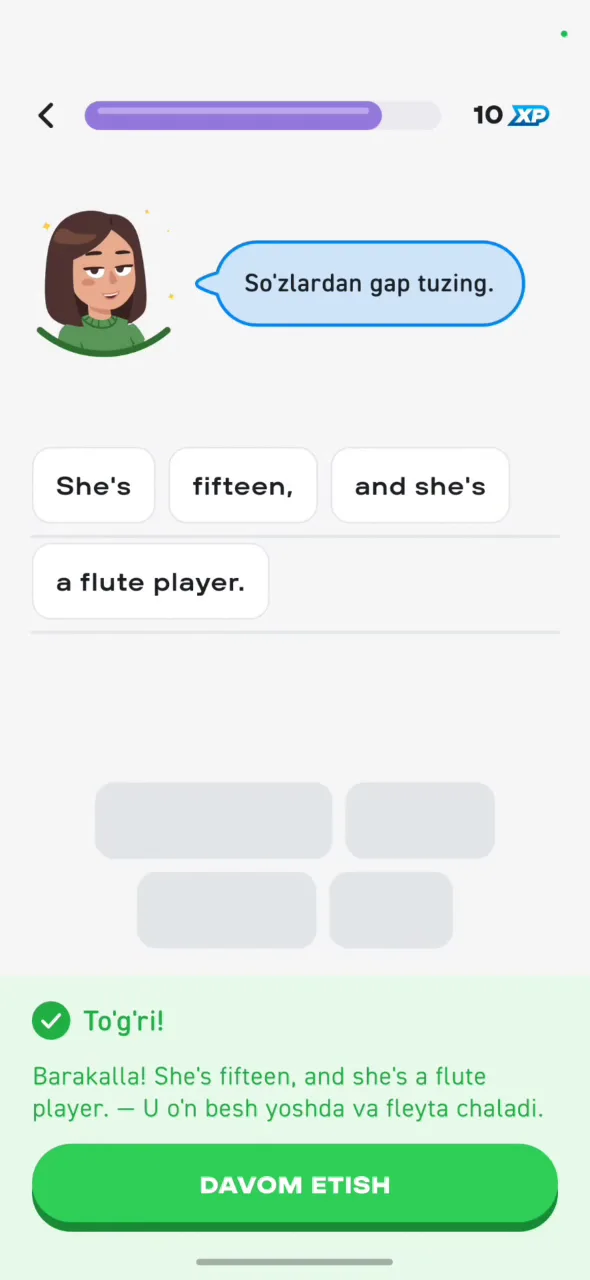 10 XP
So'zlardan gap tuzing.
She's fifteen, and she's
a flute player.
To'g'ri!
Barakalla! She's fifteen, and she's a flute
player. — U o'n besh yoshda va fleyta chaladi.
DAVOM ETISH